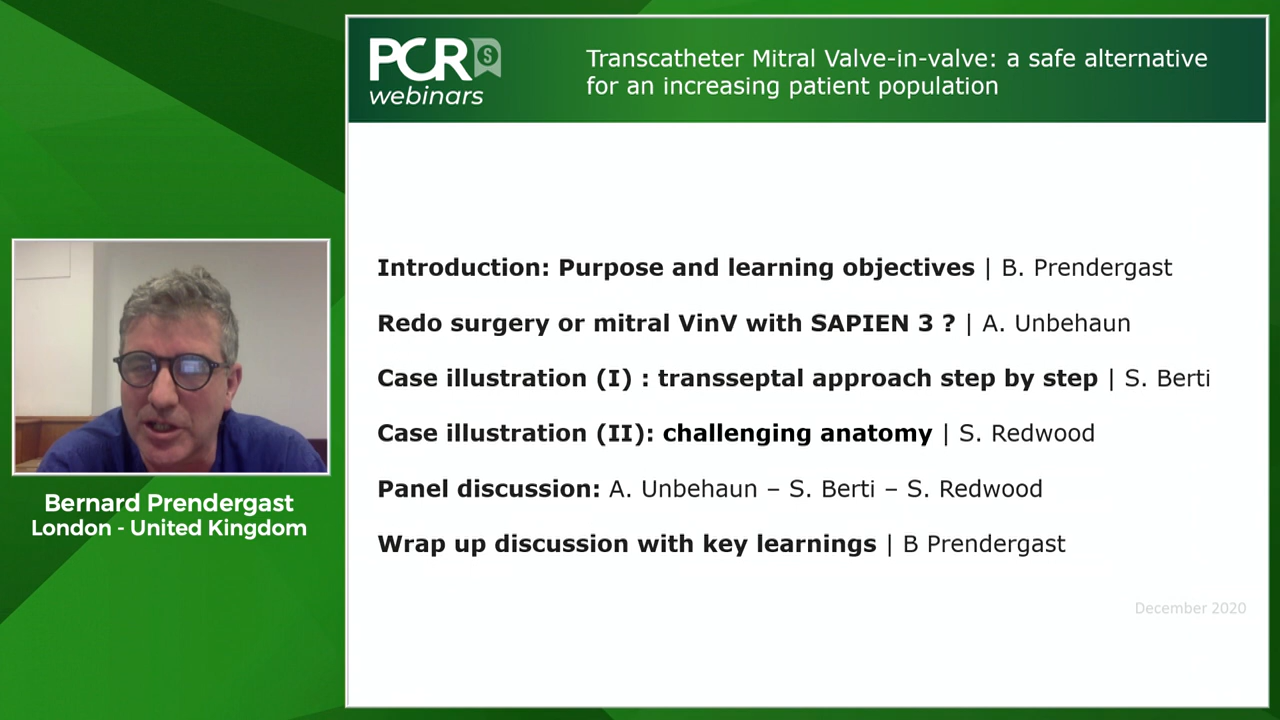 PCR
webinars
Transcatheter Mitral Valve-in-valve: a safe alternative
for an increasing patient population
Introduction: Purpose and learning objectives | B. Prendergast
Redo surgery or mitral VinV with SAPIEN 3 ? | A. Unbehaun
Case illustration (I) : transseptal approach step by step | S. Berti
Case illustration (II): challenging anatomy | S. Redwood
Panel discussion: A. Unbehaun – S. Berti – S. Redwood
Wrap up discussion with key learnings | B Prendergast
December 2020
Bernard Prendergast
London - United Kingdom